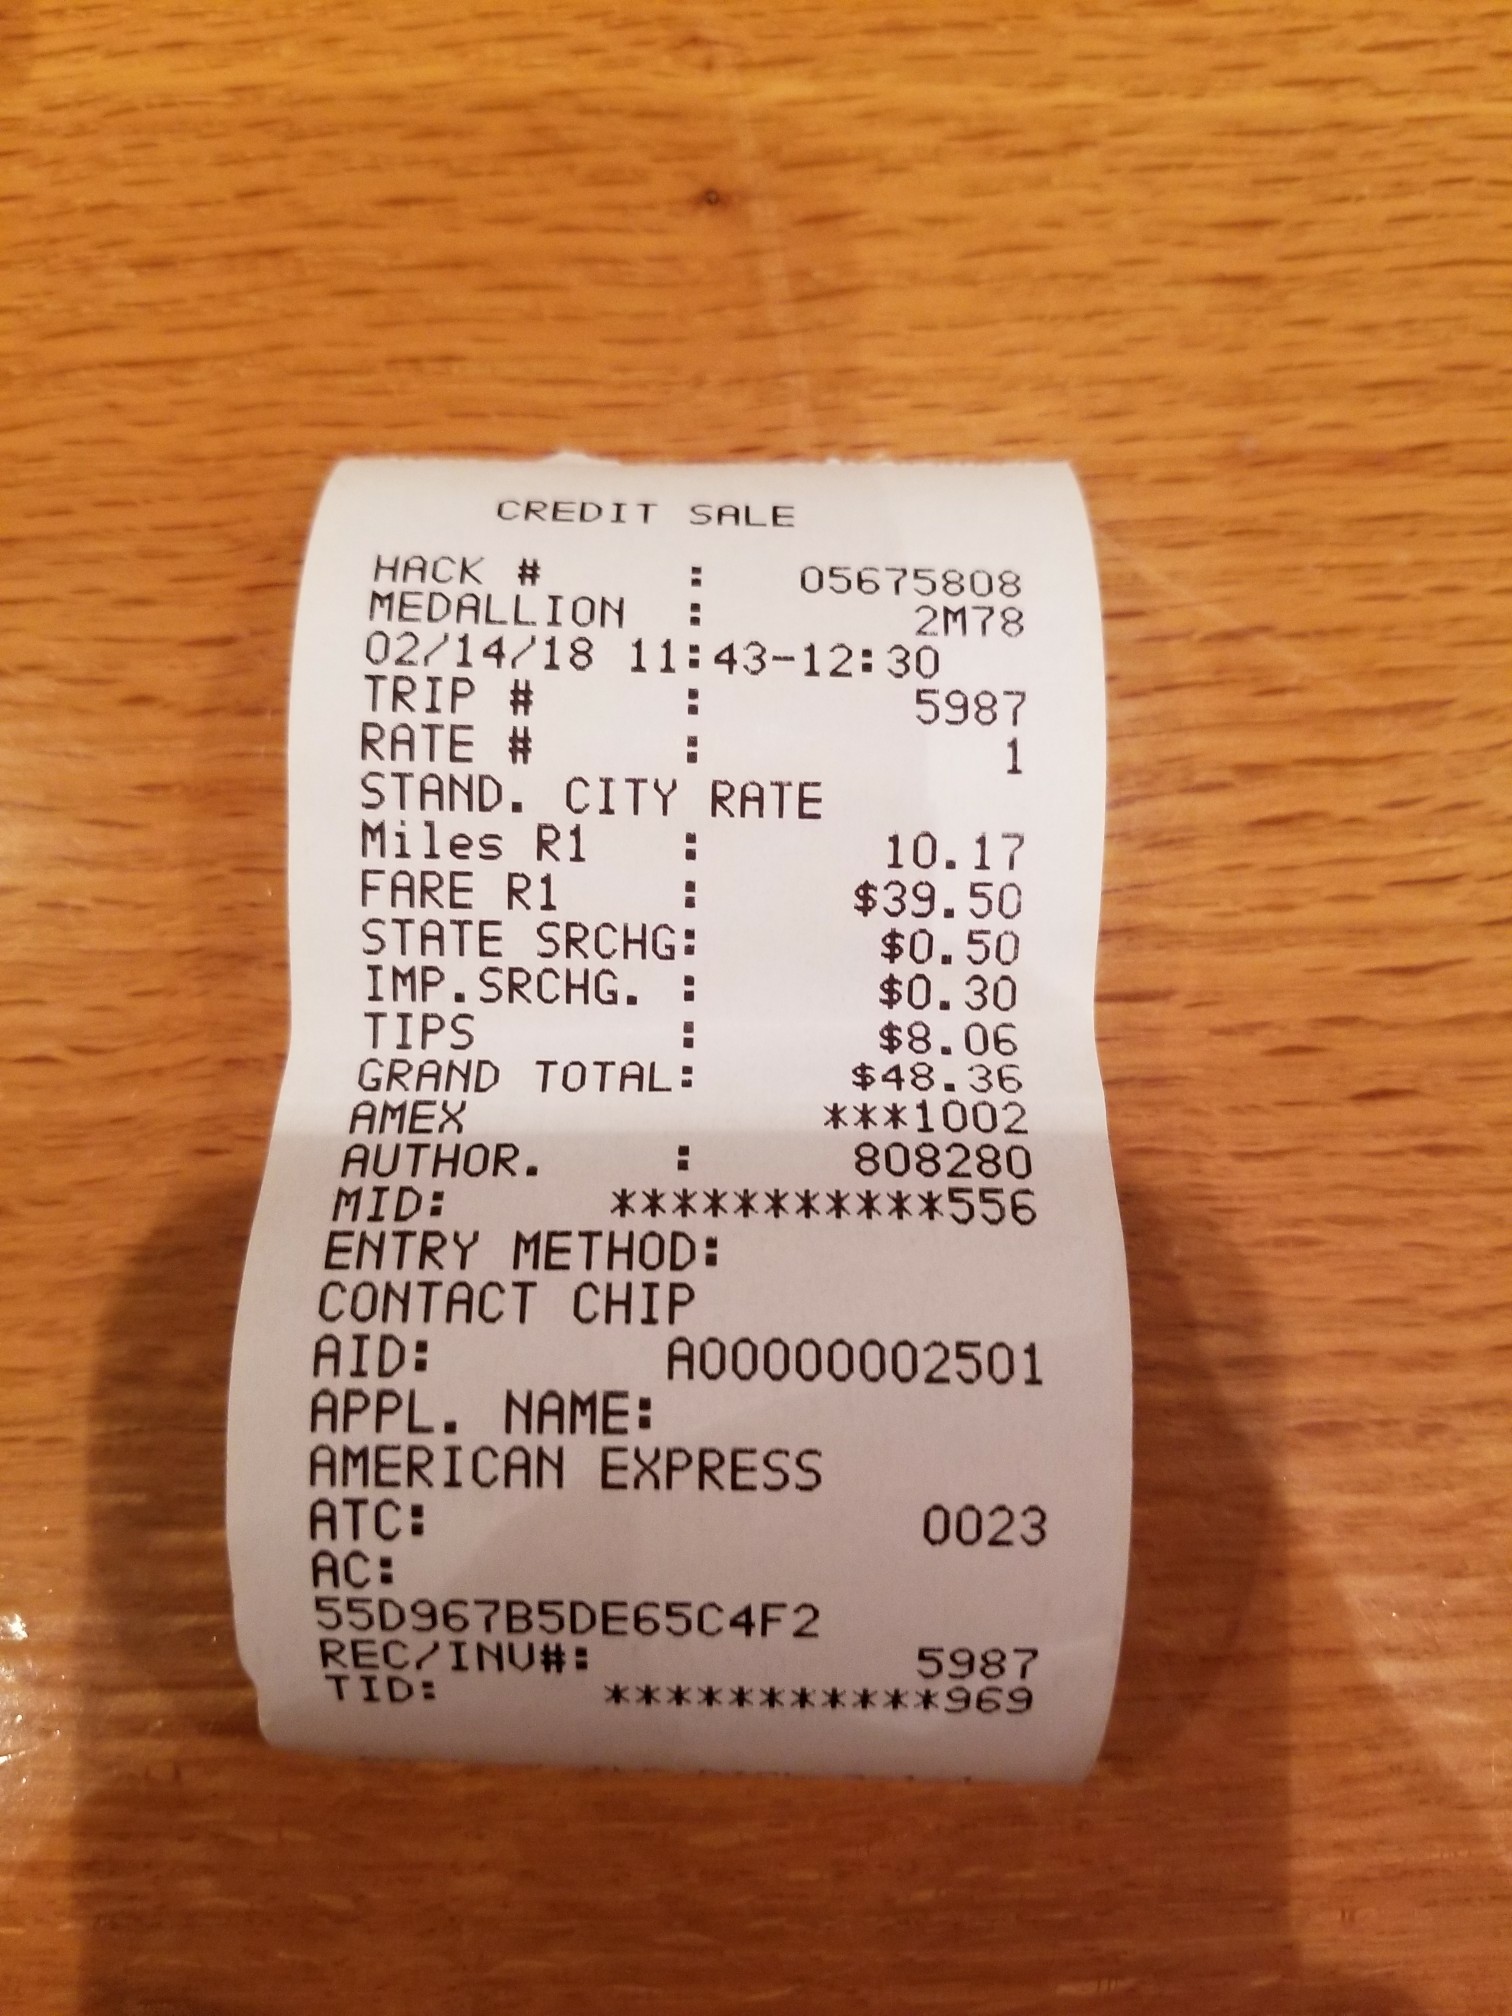 CREDIT SALE
HACK # : 05675808
MEDALLION : 2M78
02/14/18 11:43-12:30
TRIP # : 5987
RATE # : 1
STAND. CITY RATE
Miles R1 : 10.17
FARE R1 : $39.50
STATE SRCHG: $0.50
IMP.SRCHG. : $0.30
TIPS : $8.06
GRAND TOTAL: $48.36
AMEX ***1002
AUTHOR. : 808280
MID: ***********556
ENTRY METHOD:
CONTACT CHIP
AID: A00000002501
APPL. NAME:
AMERICAN EXPRESS
ATC: 0023
AC:
55D967B5DE65C4F2
REC/INV#: 5987
TID: ***********969